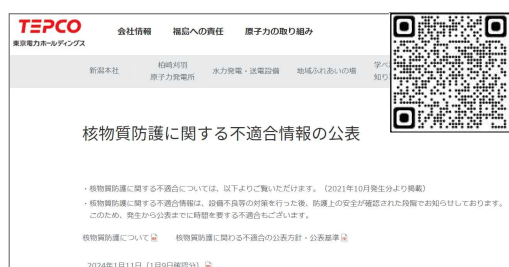 TEPCO
東京電力ホールディングス
会社情報 福島への責任 原子力の取り組み
新潟本社 柏崎刈羽原子力発電所 水力発電・送電設備 地域ふれあいの場
核物質防護に関する不適合情報の公表
・核物質防護に関する不適合については、以下よりご覧いただけます。（2021年10月発生分より掲載）
・核物質防護に関する不適合情報は、設備不良等の対策を行った後、防護上の安全が確認された段階でお知らせしております。
このため、発生から公表までに時間を要する不適合もございます。
核物質防護について 核物質防護に関わる不適合の公表方針・公表基準
2024年1月11日（1月9日確認分）